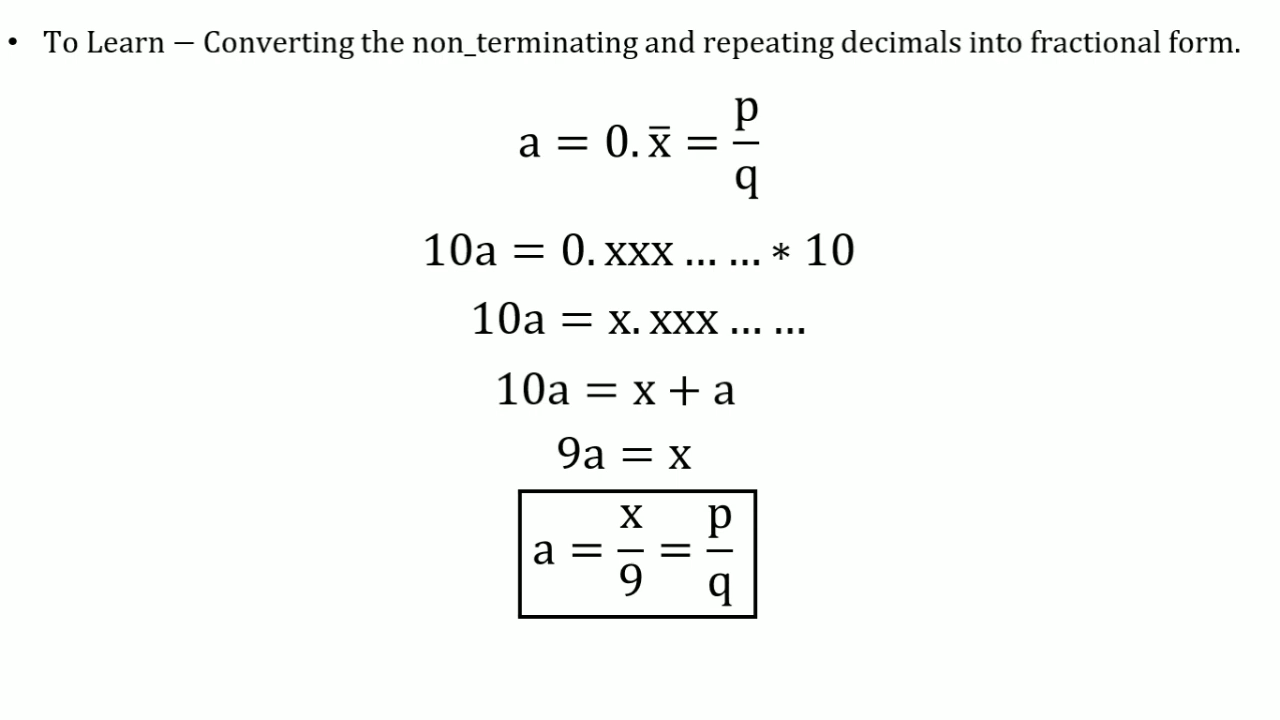 • To Learn – Converting the non_terminating and repeating decimals into fractional form.
a = 0. x̅ = p/q
10a = 0. xxx ... ... * 10
10a = x. xxx ... ...
10a = x + a
9a = x
a = x/9 = p/q